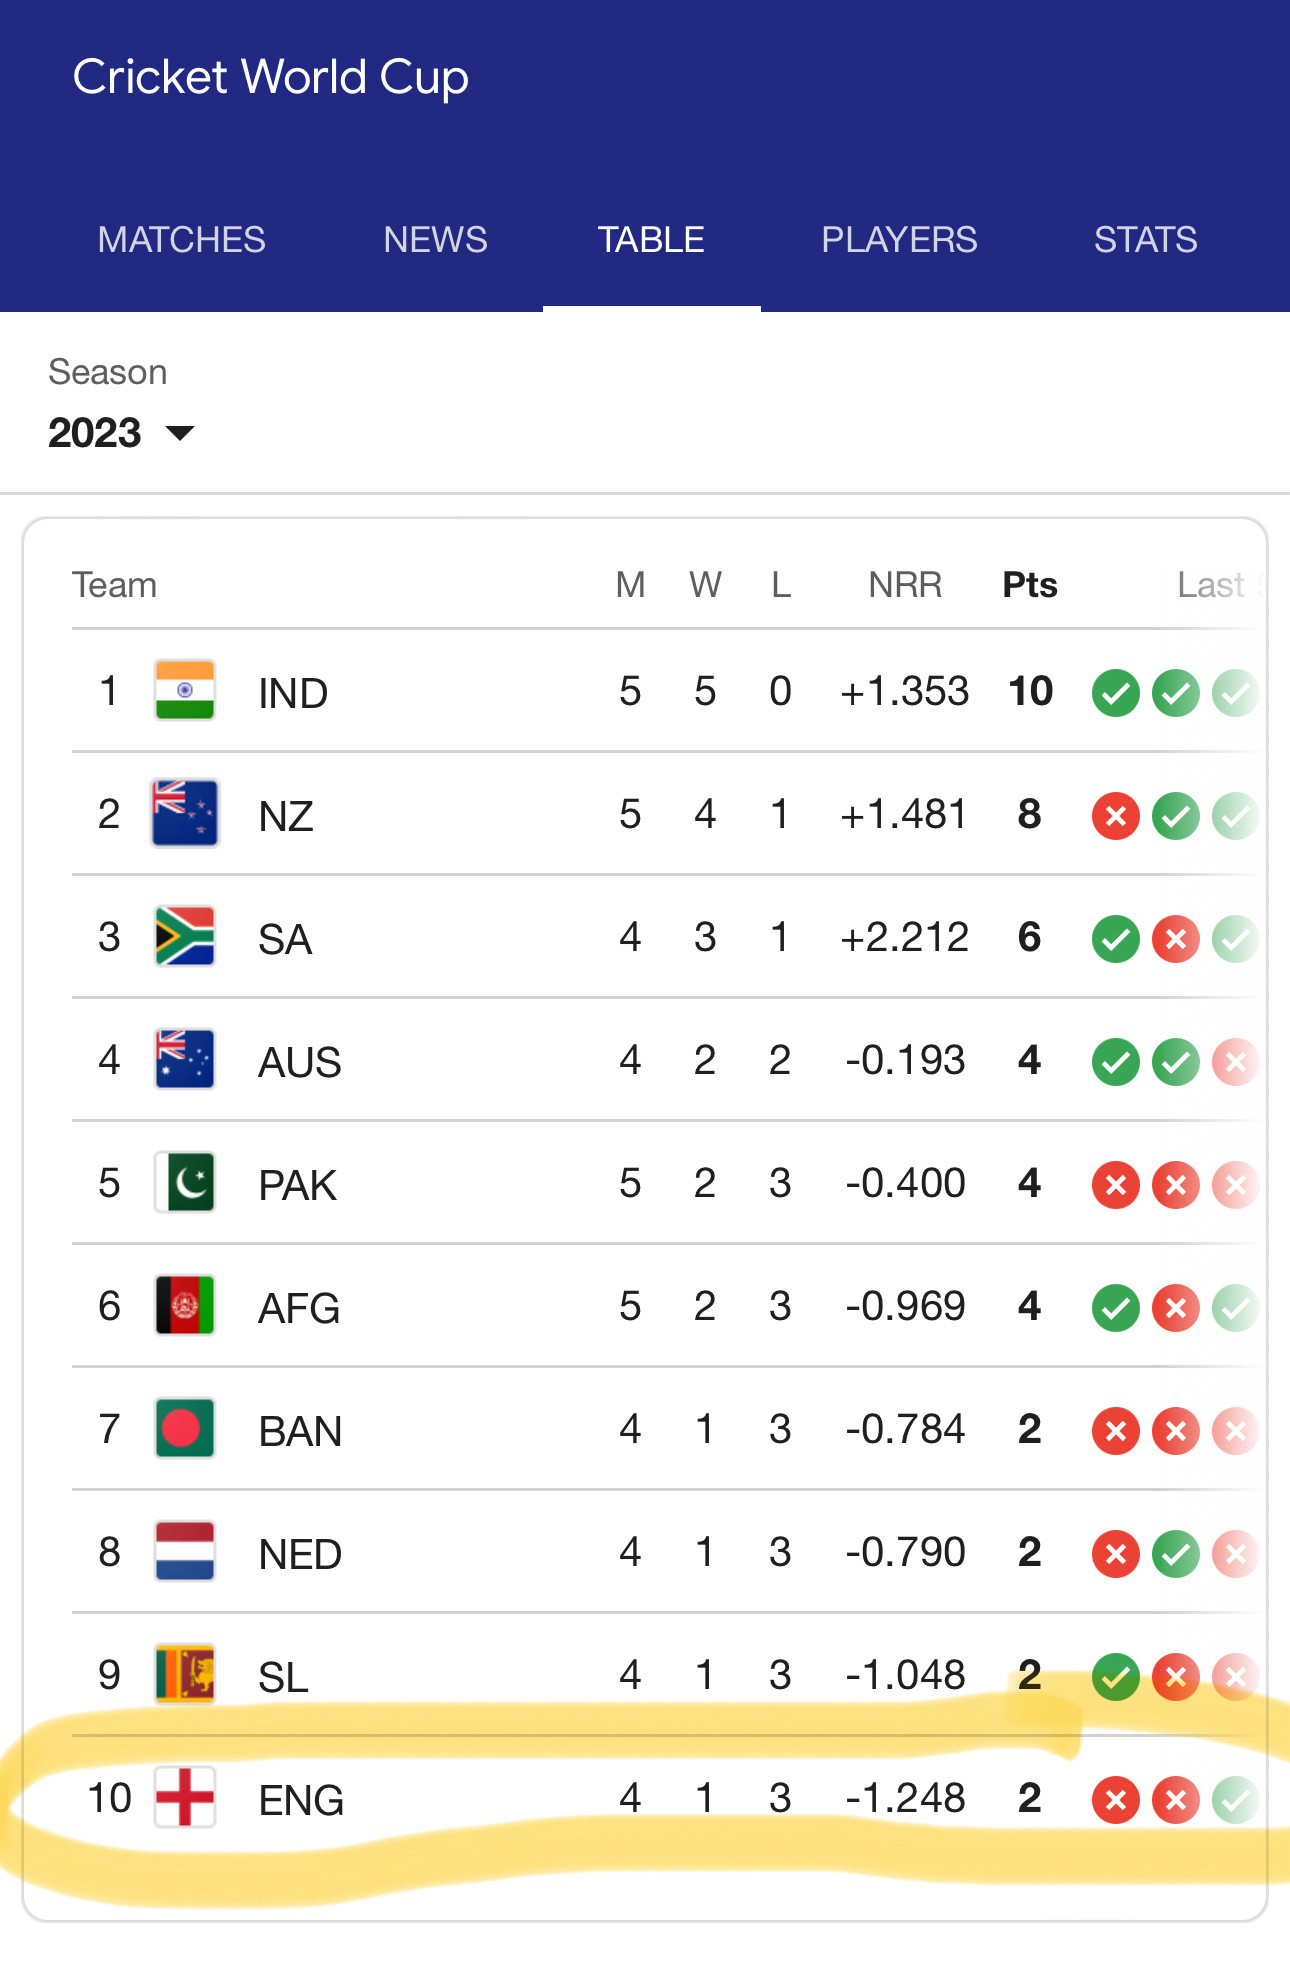 Cricket World Cup
MATCHES NEWS TABLE PLAYERS STATS
Season
2023
Team M W L NRR Pts Last
1 IND 5 5 0 +1.353 10
2 NZ 5 4 1 +1.481 8
3 SA 4 3 1 +2.212 6
4 AUS 4 2 2 -0.193 4
5 PAK 5 2 3 -0.400 4
6 AFG 5 2 3 -0.969 4
7 BAN 4 1 3 -0.784 2
8 NED 4 1 3 -0.790 2
9 SL 4 1 3 -1.048 2
10 ENG 4 1 3 -1.248 2